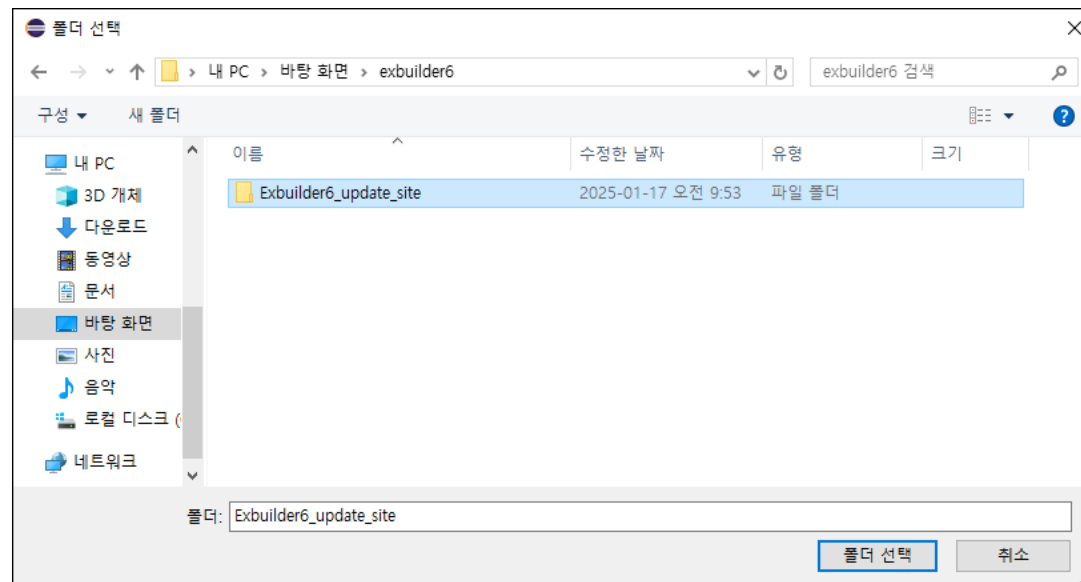 폴더 선택
내 PC > 바탕 화면 > exbuilder6
exbuilder6 검색
구성
새 폴더
?
이름
수정한 날짜
유형
크기
Exbuilder6_update_site
2025-01-17 오전 9:53
파일 폴더
내 PC
3D 개체
다운로드
동영상
문서
바탕 화면
사진
음악
로컬 디스크 (
네트워크
폴더: Exbuilder6_update_site
폴더 선택
취소